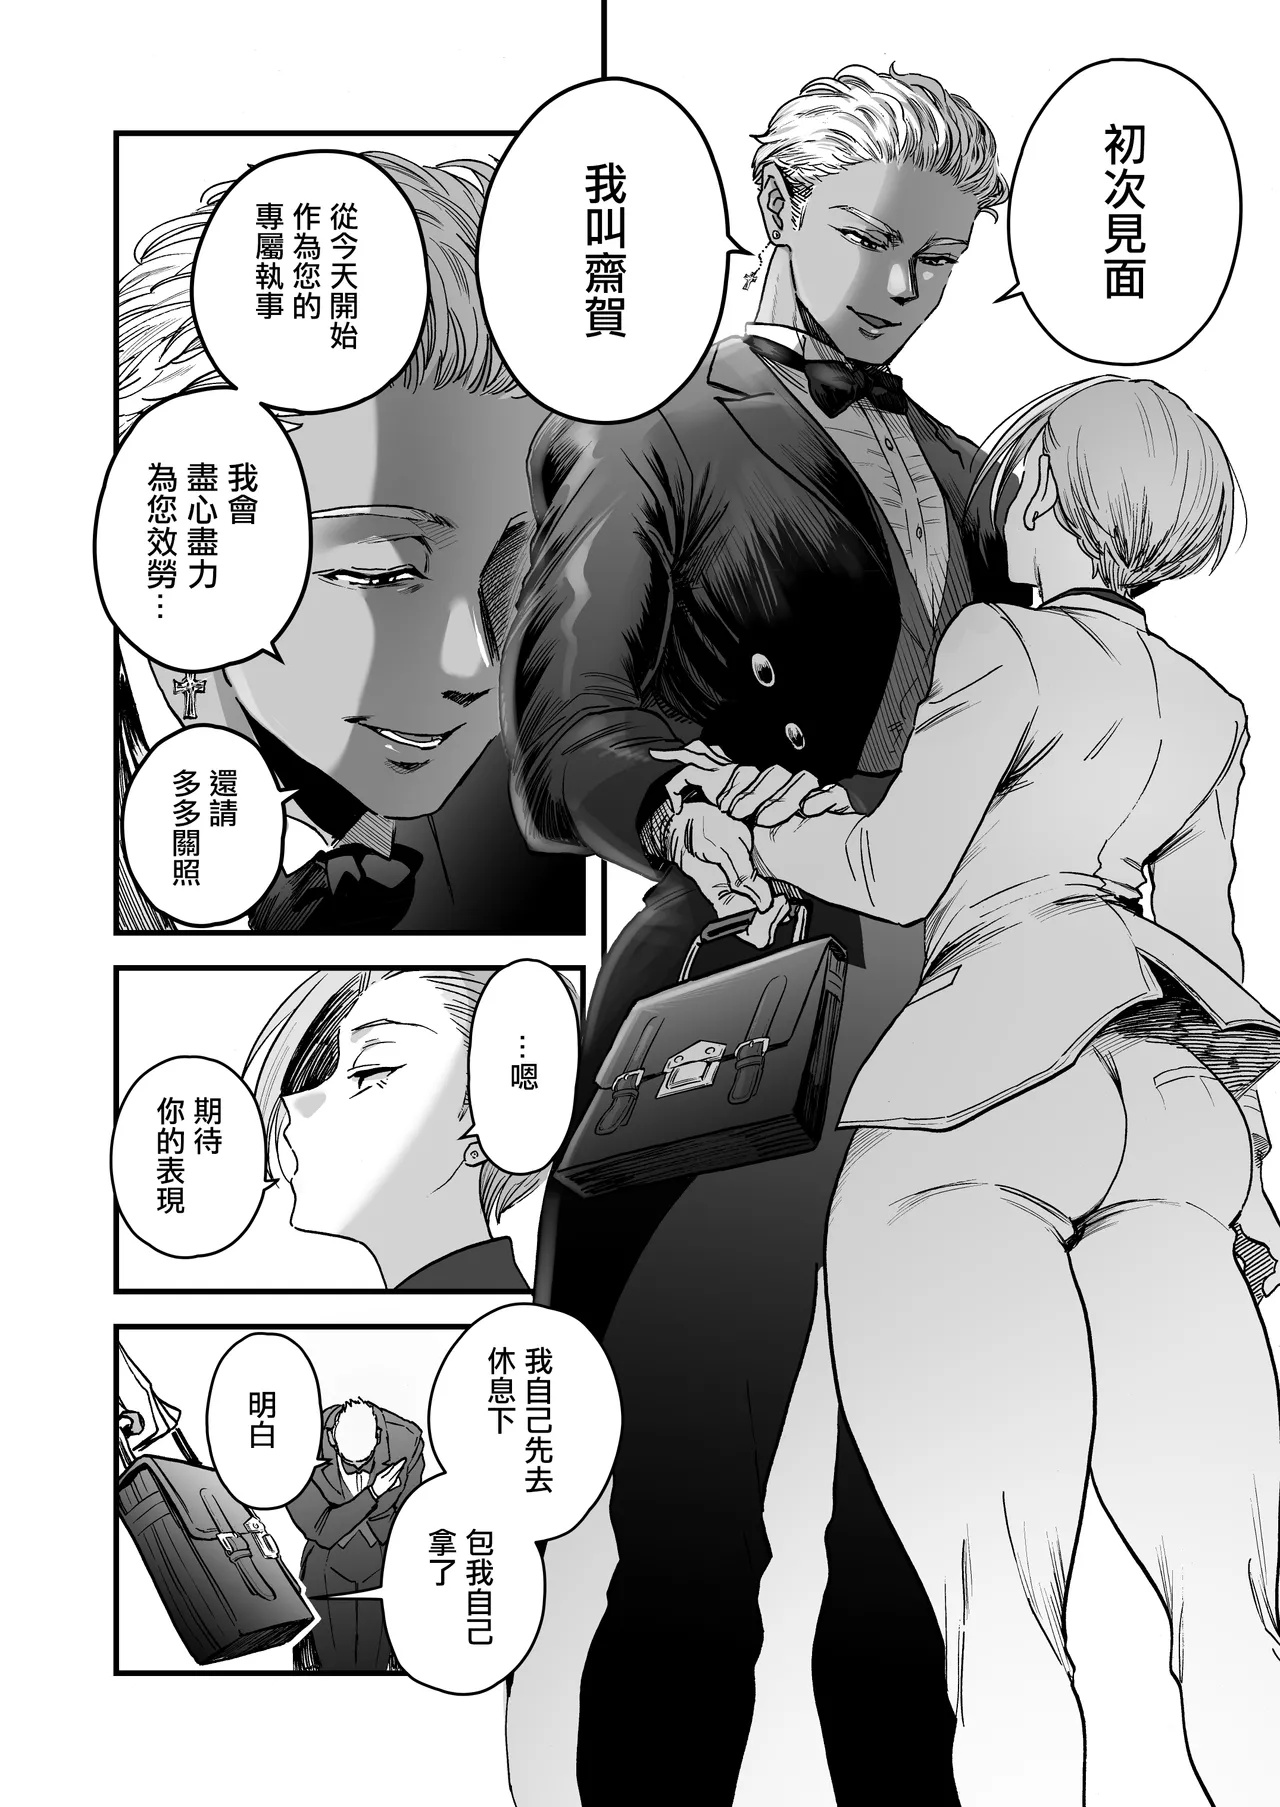 初次見面
我叫齋賀
從今天開始
作為您的
專屬執事
我會
盡心盡力
為您效勞…
還請
多多關照
…嗯
期待
你的表現
我自己先去
休息下
包我自己
拿了
明白